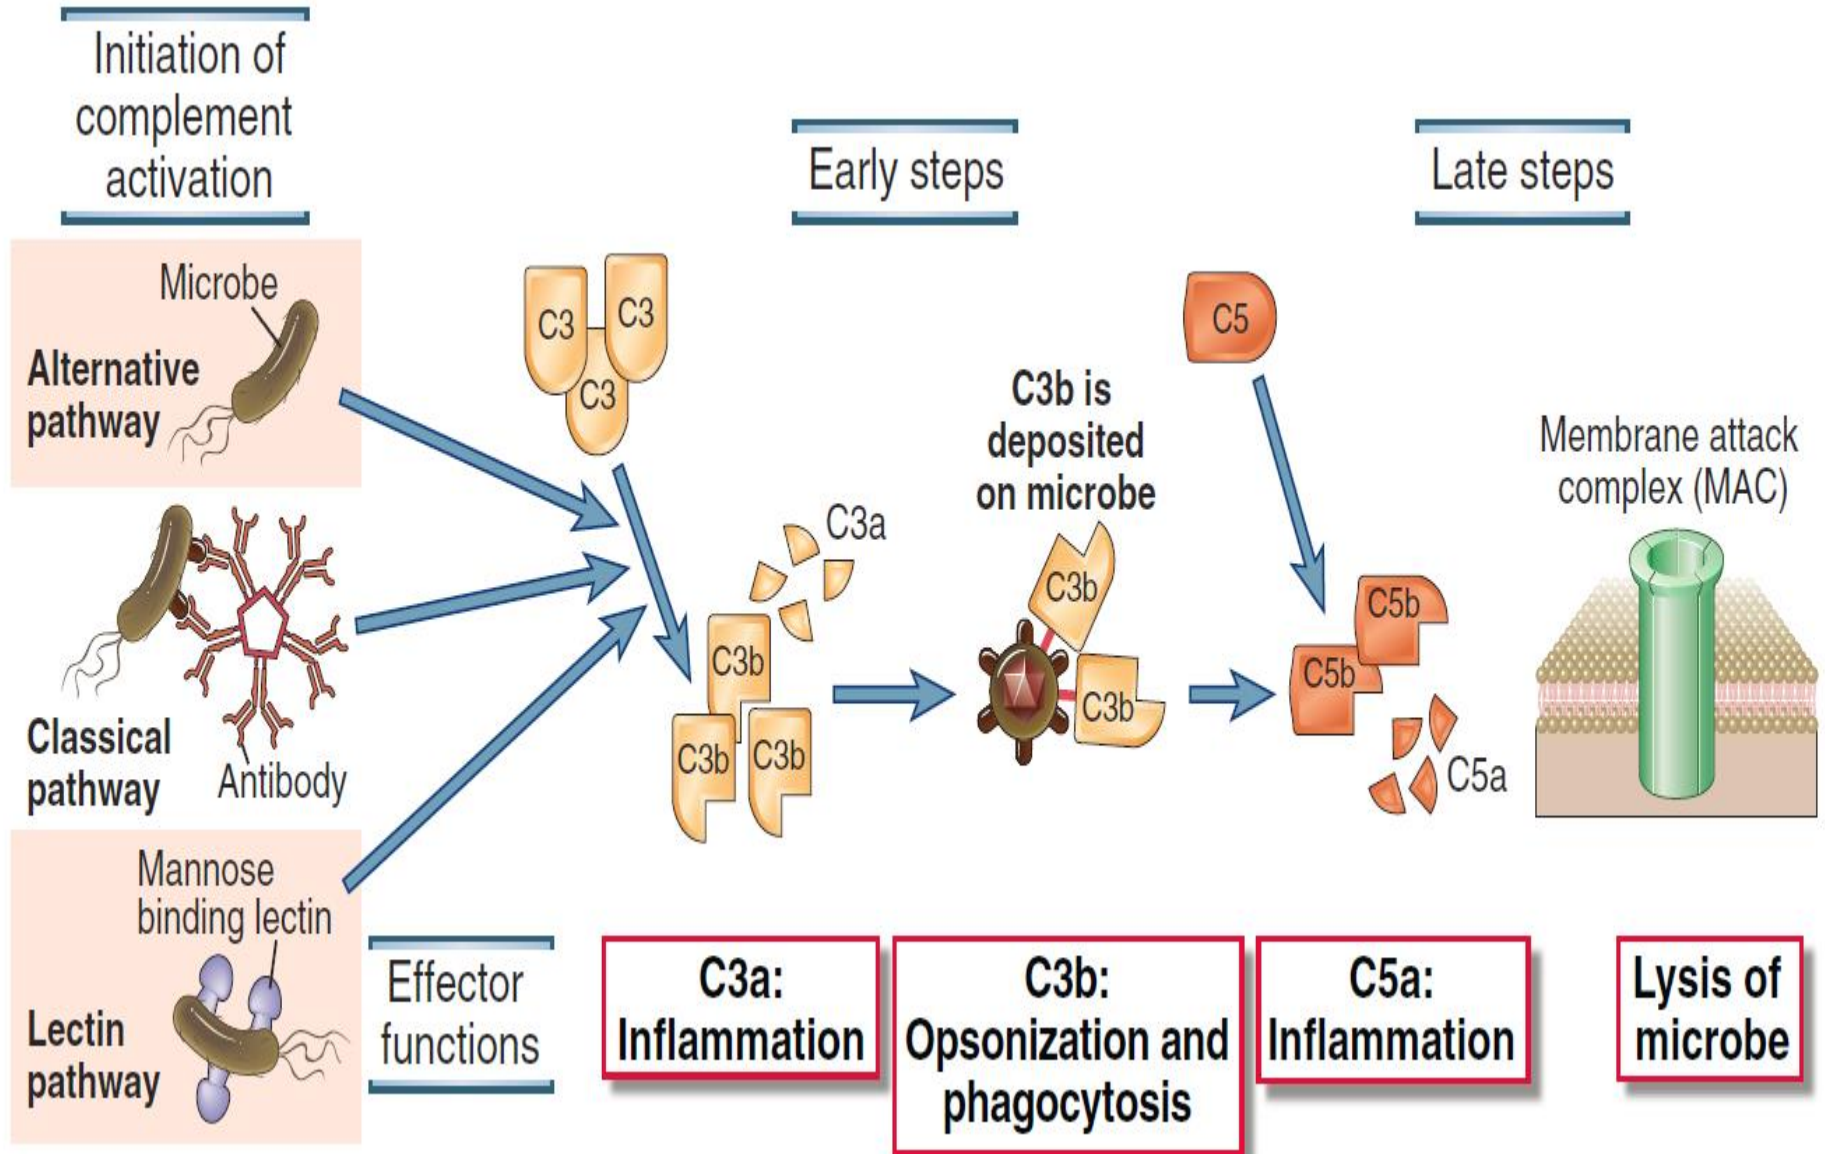 Initiation of
complement
activation
Early steps
Late steps
Microbe
Alternative
pathway
C3
C3
C3
C5
C3b is
deposited
on microbe
Membrane attack
complex (MAC)
C3a
C3b
C3b
C3b
C3b
C3b
C5b
C5b
C5a
Classical
pathway
Antibody
Mannose
binding lectin
Lectin
pathway
Effector
functions
C3a:
Inflammation
C3b:
Opsonization and
phagocytosis
C5a:
Inflammation
Lysis of
microbe